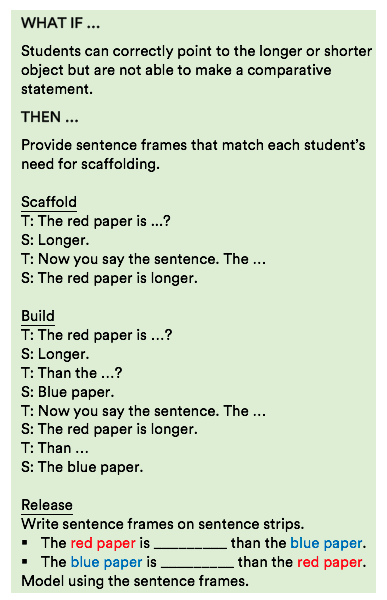 WHAT IF ...
Students can correctly point to the longer or shorter
object but are not able to make a comparative
statement.
THEN ...
Provide sentence frames that match each student's
need for scaffolding.
Scaffold
T: The red paper is ...?
S: Longer.
T: Now you say the sentence. The ...
S: The red paper is longer.
Build
T: The red paper is ...?
S: Longer.
T: Than the ...?
S: Blue paper.
T: Now you say the sentence. The ...
S: The red paper is longer.
T: Than ...
S: The blue paper.
Release
Write sentence frames on sentence strips.
▪ The red paper is _________ than the blue paper.
▪ The blue paper is _________ than the red paper.
Model using the sentence frames.